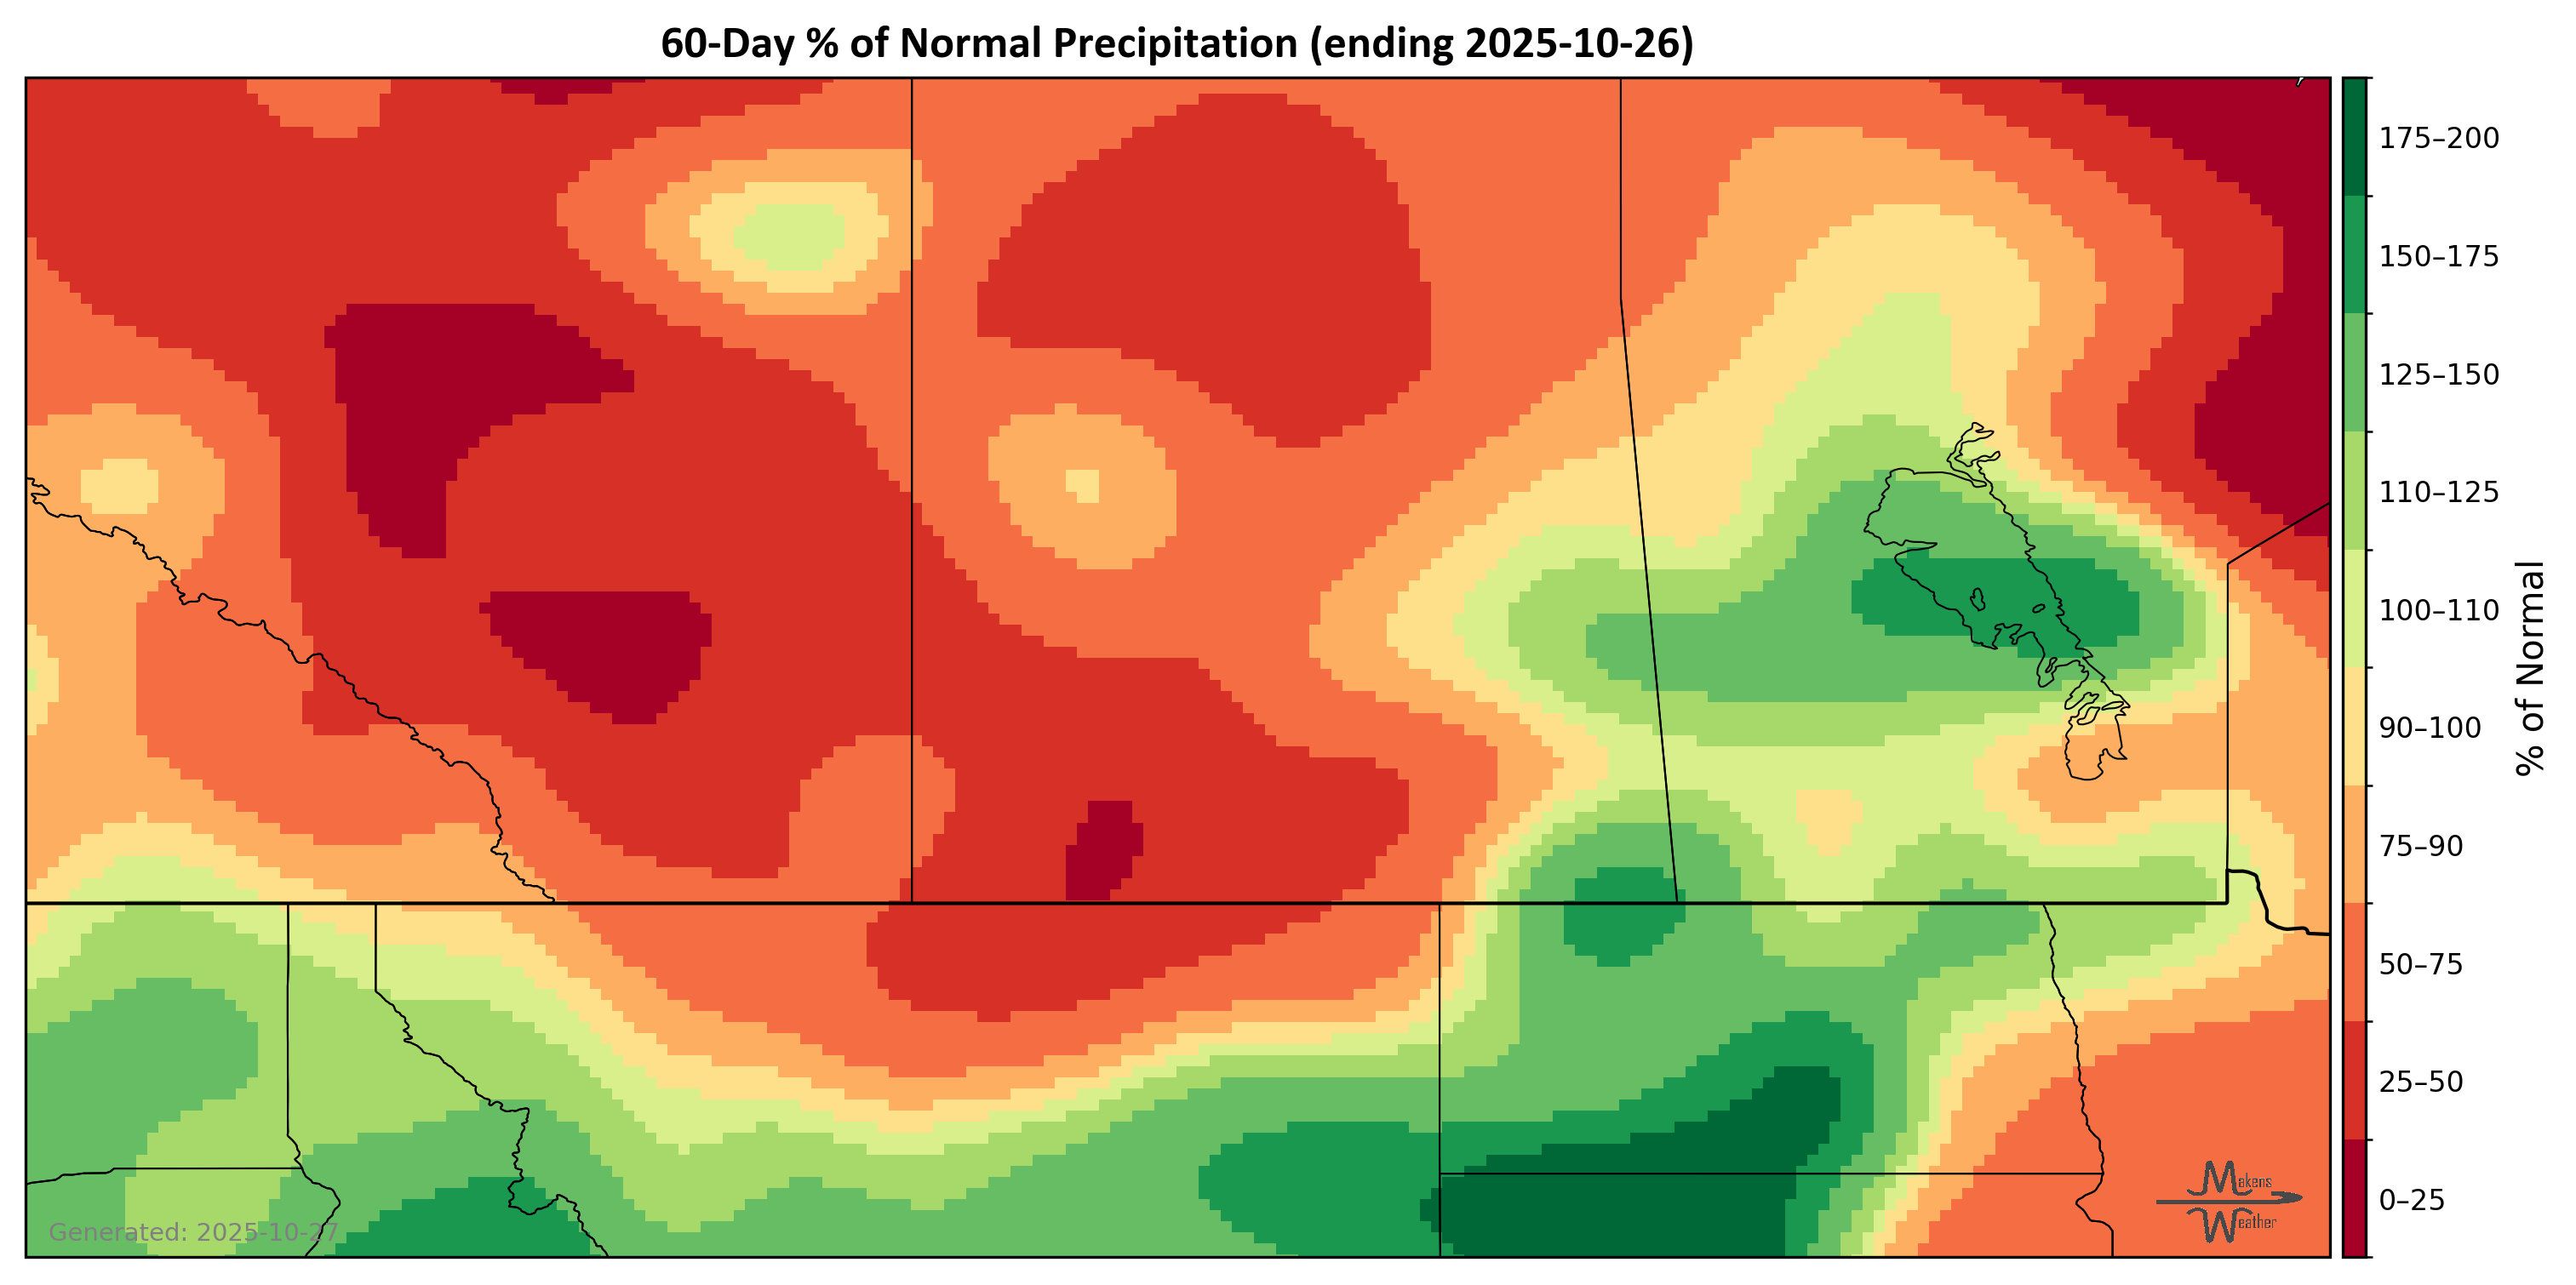 60-Day % of Normal Precipitation (ending 2025-10-26)
175–200
150–175
125–150
110–125
100–110
90–100
75–90
50–75
25–50
0–25
% of Normal
Generated: 2025-10-27
Makens
Weather